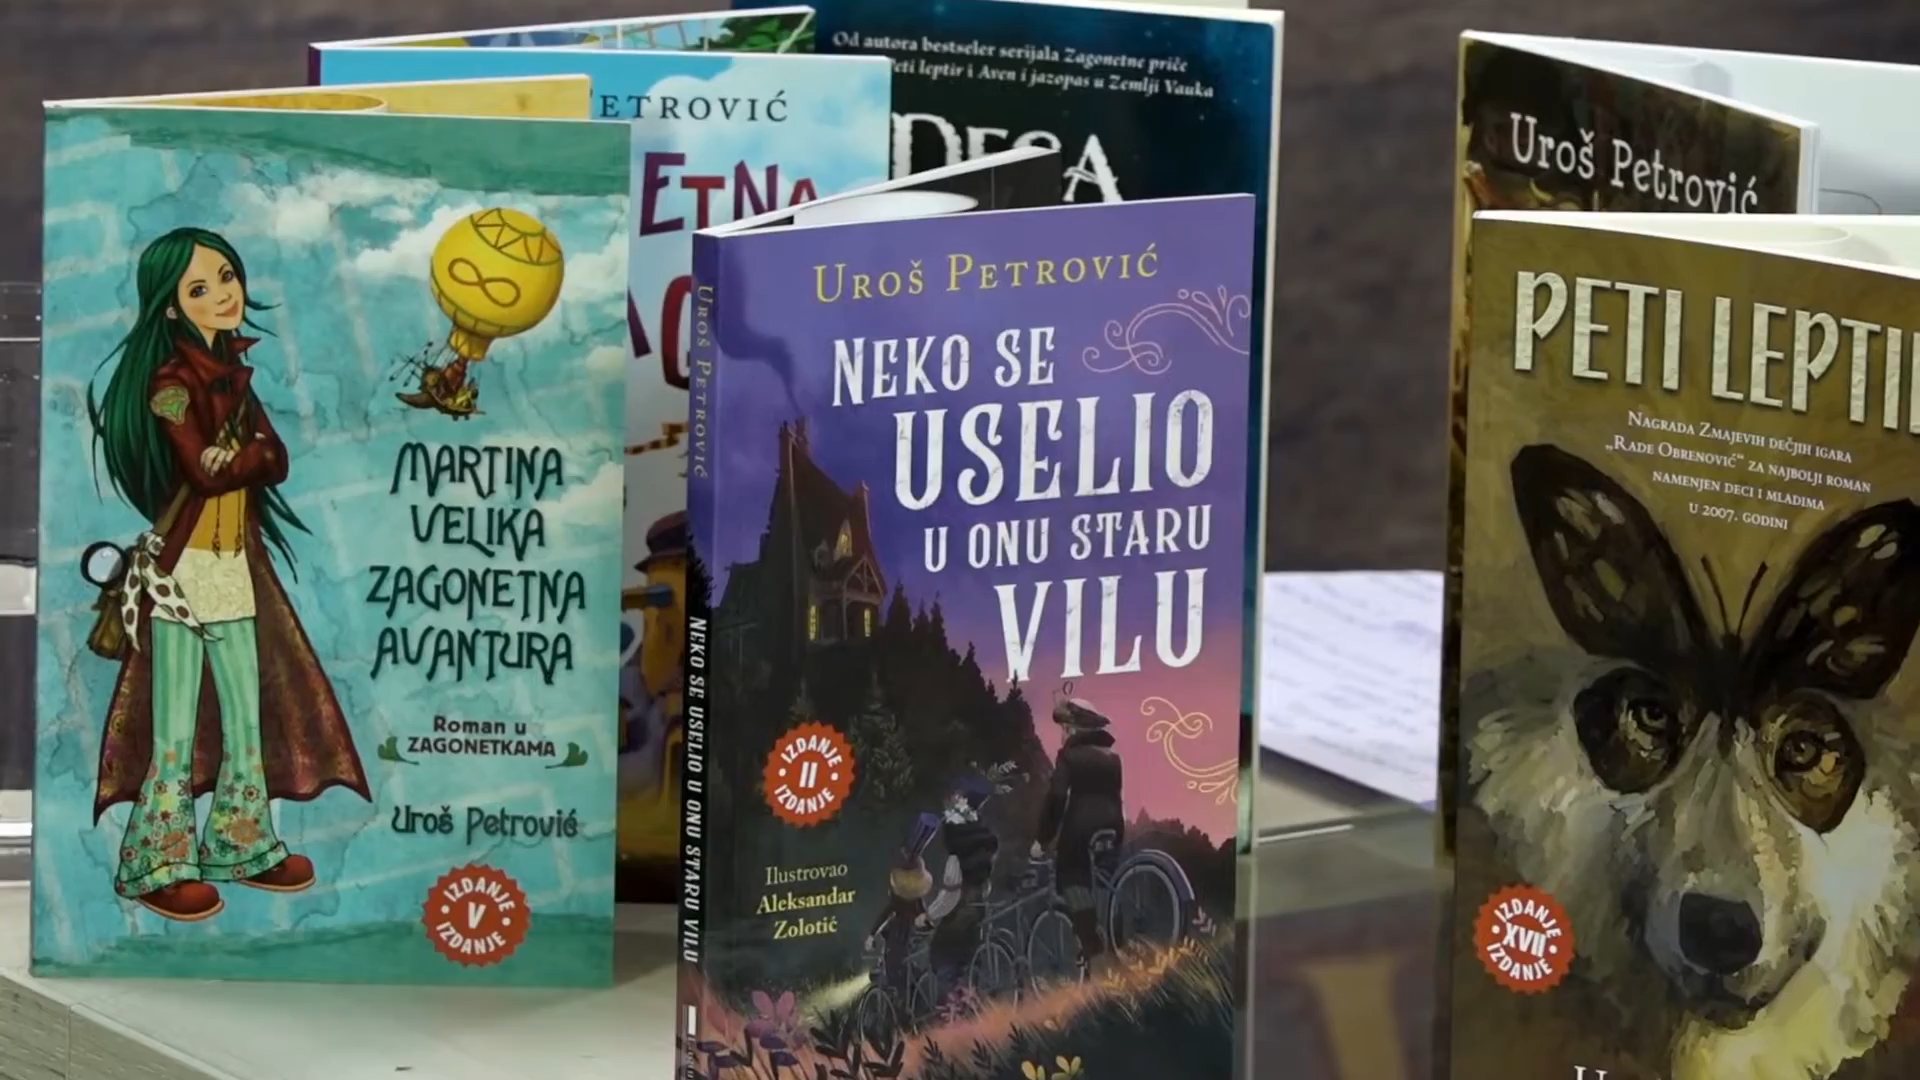 MARTINA
VELIKA
ZAGONETNA
AVANTURA
Roman u
ZAGONETKAMA
Uroš Petrović
IZDANJE
V
IZDANJE
ETROVIĆ
ETNA
Od autora bestseler serijala Zagonetne priče
Peti leptir i Aven i jazopas u Zemlji Vauka
DESA
UROŠ PETROVIĆ
NEKO SE
USELIO
U ONU STARU
VILU
IZDANJE
II
IZDANJE
Ilustrovao
Aleksandar
Zolotić
UROŠ PETROVIĆ
NEKO SE USELIO U ONU STARU VILU
Uroš Petrović
PETI LEPTI
NAGRADA ZMAJEVIH DEČJIH IGARA
„RADE OBRENOVIĆ“ ZA NAJBOLJI ROMAN
NAMENJEN DECI I MLADIMA
U 2007. GODINI
IZDANJE
XVII
IZDANJE